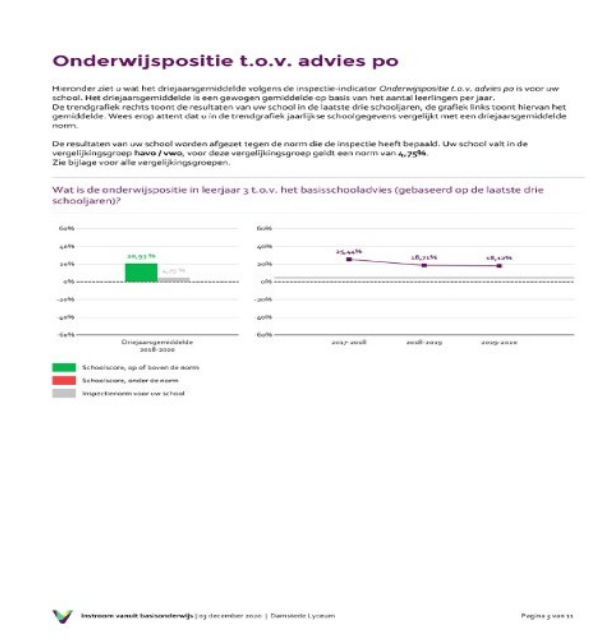 Onderwijspositie t.o.v. advies po
Hieronder ziet u wat het driejaarsgemiddelde volgens de inspectie-indicator Onderwijspositie t.o.v. advies po is voor uw
school. Het driejaarsgemiddelde is een gewogen gemiddelde op basis van het aantal leerlingen per jaar.
De trendgrafiek rechts toont de resultaten van uw school in de laatste drie schooljaren, de grafiek links toont hiervan het
gemiddelde. Wees erop attent dat u in de trendgrafiek jaarlijkse schoolgegevens vergelijkt met een driejaarsgemiddelde
norm.
De resultaten van uw school worden afgezet tegen de norm die de inspectie heeft bepaald. Uw school valt in de
vergelijkingsgroep havo / vwo, voor deze vergelijkingsgroep geldt een norm van 4,75%.
Zie bijlage voor alle vergelijkingsgroepen.
Wat is de onderwijspositie in leerjaar 3 t.o.v. het basisschooladvies (gebaseerd op de laatste drie
schooljaren)?
60%
40%
20%
0%
-20%
-40%
-60%
20,93 %
4,75 %
Driejaarsgemiddelde
2018-2020
60%
40%
20%
0%
-20%
-40%
-60%
25,44%
18,71%
18,12%
2017-2018
2018-2019
2019-2020
Schoolscore, op of boven de norm
Schoolscore, onder de norm
Inspectienorm voor uw school
Instroom vanuit basisonderwijs | 03 december 2020 | Damstede Lyceum
Pagina 3 van 11